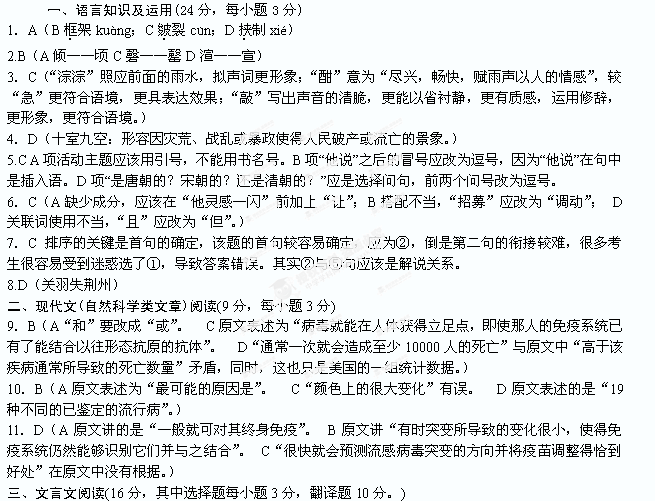 一、语言知识及运用(24 分，每小题 3 分)
1．A（B 框架 kuàng；C 皴裂 cūn；D 挟制 xié）
2.B（A 倾——顷 C 磬——罄 D 渲——宣）
3．C（“淙淙”照应前面的雨水，拟声词更形象；“酣”意为“尽兴，畅快，赋雨声以人的情感”，较
“急”更符合语境，更具表达效果；“敲”写出声音的清脆，更能以省衬静，更有质感，运用修辞，
更形象，更符合语境。）
4．D（十室九空：形容因灾荒、战乱或暴政使得人民破产或流亡的景象。）
5.C A 项活动主题应该用引号，不能用书名号。B 项“他说”之后的冒号应改为逗号，因为“他说”在句中
是插入语。D 项“是唐朝的？宋朝的？还是清朝的？”应是选择问句，前两个问号改为逗号。
6．C（A 缺少成分，应该在“他灵感一闪”前加上“让”；B 搭配不当，“招募”应改为“调动”； D
关联词使用不当，“且”应改为“但”。）
7．C 排序的关键是首句的确定，该题的首句较容易确定，应为②，倒是第二句的衔接较难，很多考
生很容易受到迷惑选了①，导致答案错误。其实②与⑤句应该是解说关系。
8.D（关羽失荆州）
二、现代文（自然科学类文章）阅读(9 分，每小题 3 分)
9．B（A“和”要改成“或”。 C 原文表述为“病毒就能在人体获得立足点，即使那人的免疫系统已
有了能结合以往形态抗原的抗体”。 D“通常一次就会造成至少 10000 人的死亡”与原文中“高于该
疾病通常所导致的死亡数量”矛盾，同时，这也只是美国的一组统计数据。）
10．B（A 原文表述为“最可能的原因是”。 C“颜色上的很大变化”有误。 D 原文表述的是“19
种不同的已鉴定的流行病”。）
11．D（A 原文讲的是“一般就可对其终身免疫”。 B 原文讲“有时突变所导致的变化很小，使得免
疫系统仍然能够识别它们并与之结合”。 C“很快就会预测流感病毒突变的方向并将疫苗调整得恰到
好处”在原文中没有根据。）
三、文言文阅读(16 分，其中选择题每小题 3 分，翻译题 10 分。)